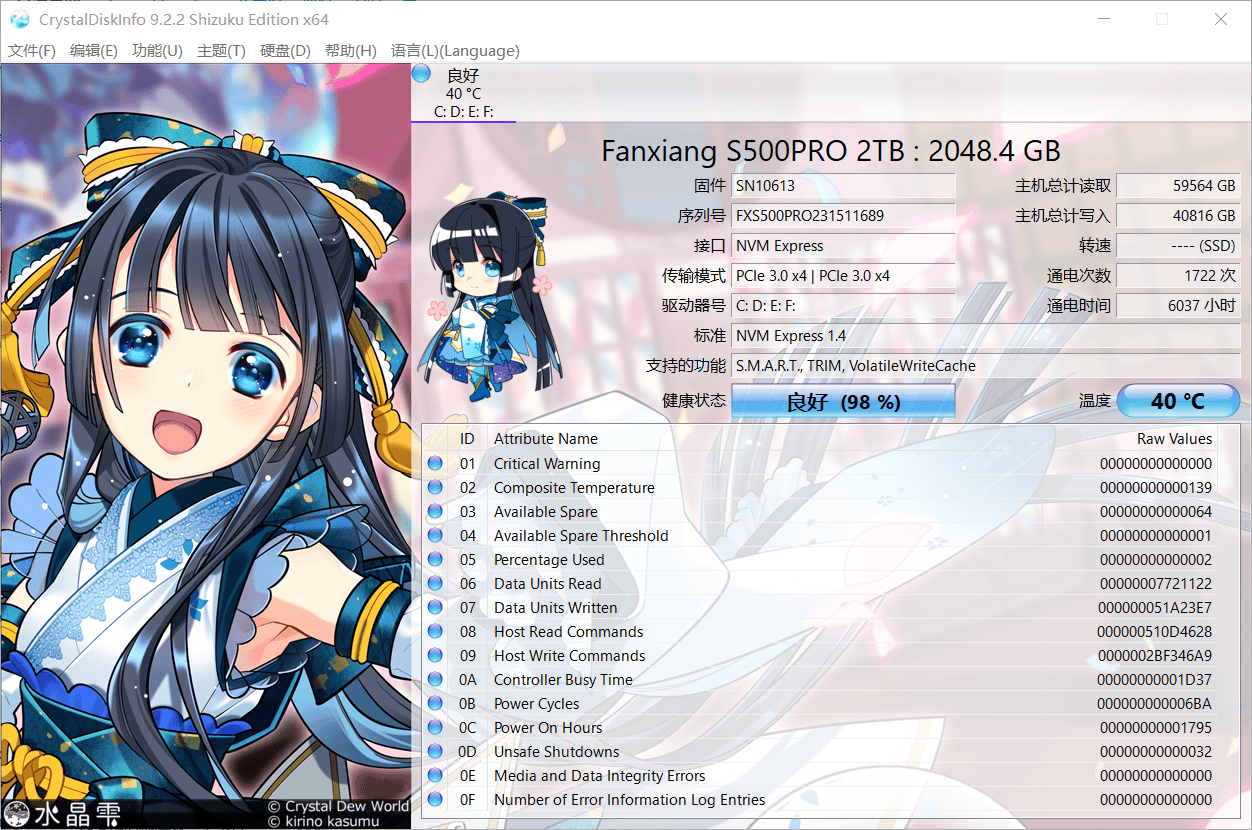 CrystalDiskInfo 9.2.2 Shizuku Edition x64
文件(F) 编辑(E) 功能(U) 主题(T) 硬盘(D) 帮助(H) 语言(L)(Language)
良好
40 °C
C: D: E: F:
Fanxiang S500PRO 2TB : 2048.4 GB
固件 SN10613 主机总计读取 59564 GB
序列号 FXS500PRO231511689 主机总计写入 40816 GB
接口 NVM Express 转速 ---- (SSD)
传输模式 PCIe 3.0 x4 | PCIe 3.0 x4 通电次数 1722 次
驱动器号 C: D: E: F: 通电时间 6037 小时
标准 NVM Express 1.4
支持的功能 S.M.A.R.T., TRIM, VolatileWriteCache
健康状态 良好 (98 %) 温度 40 °C
ID Attribute Name Raw Values
01 Critical Warning 00000000000000
02 Composite Temperature 00000000000139
03 Available Spare 00000000000064
04 Available Spare Threshold 00000000000001
05 Percentage Used 00000000000002
06 Data Units Read 00000007721122
07 Data Units Written 000000051A23E7
08 Host Read Commands 000000510D4628
09 Host Write Commands 0000002BF346A9
0A Controller Busy Time 00000000001D37
0B Power Cycles 000000000006BA
0C Power On Hours 00000000001795
0D Unsafe Shutdowns 00000000000032
0E Media and Data Integrity Errors 00000000000000
0F Number of Error Information Log Entries 00000000000000
水晶雫
© Crystal Dew World
© kirino kasumu